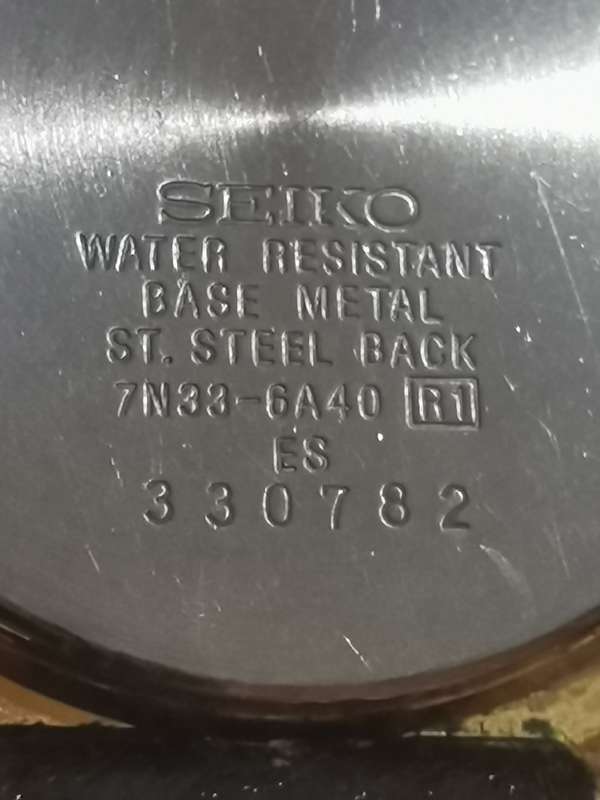 SEIKO
WATER RESISTANT
BASE METAL
ST. STEEL BACK
7N33-6A40 R1
ES
330782